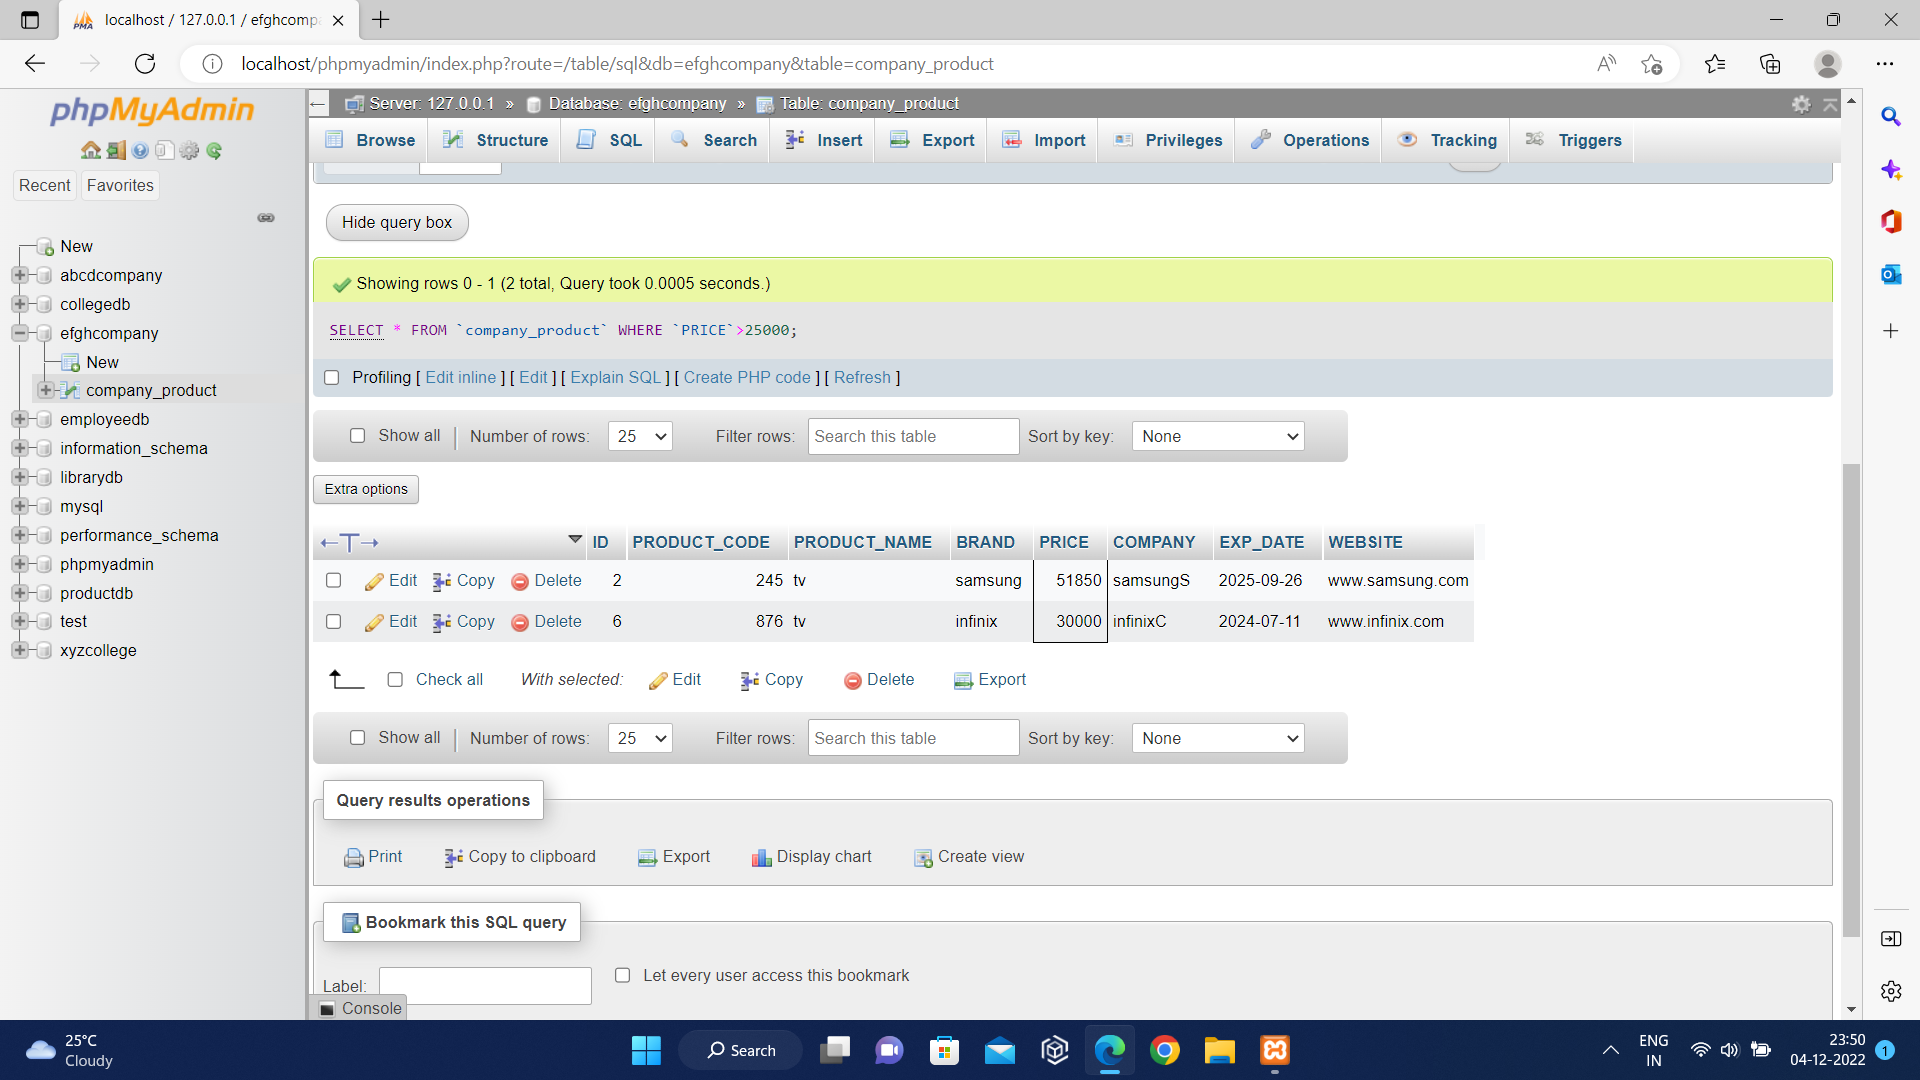 localhost / 127.0.0.1 / efghcomp
localhost/phpmyadmin/index.php?route=/table/sql&db=efghcompany&table=company_product
phpMyAdmin
Recent
Favorites
New
abcdcompany
collegedb
efghcompany
New
company_product
employeedb
information_schema
librarydb
mysql
performance_schema
phpmyadmin
productdb
test
xyzcollege
Server: 127.0.0.1 » Database: efghcompany » Table: company_product
Browse Structure SQL Search Insert Export Import Privileges Operations Tracking Triggers
Hide query box
Showing rows 0 - 1 (2 total, Query took 0.0005 seconds.)
SELECT * FROM `company_product` WHERE `PRICE`>25000;
Profiling [ Edit inline ] [ Edit ] [ Explain SQL ] [ Create PHP code ] [ Refresh ]
Show all Number of rows: 25 Filter rows: Search this table Sort by key: None
Extra options
ID PRODUCT_CODE PRODUCT_NAME BRAND PRICE COMPANY EXP_DATE WEBSITE
Edit Copy Delete 2 245 tv samsung 51850 samsungS 2025-09-26 www.samsung.com
Edit Copy Delete 6 876 tv infinix 30000 infinixC 2024-07-11 www.infinix.com
Check all With selected: Edit Copy Delete Export
Show all Number of rows: 25 Filter rows: Search this table Sort by key: None
Query results operations
Print Copy to clipboard Export Display chart Create view
Bookmark this SQL query
Label: Let every user access this bookmark
Console
25°C
Cloudy
Search
ENG
IN
23:50
04-12-2022
1